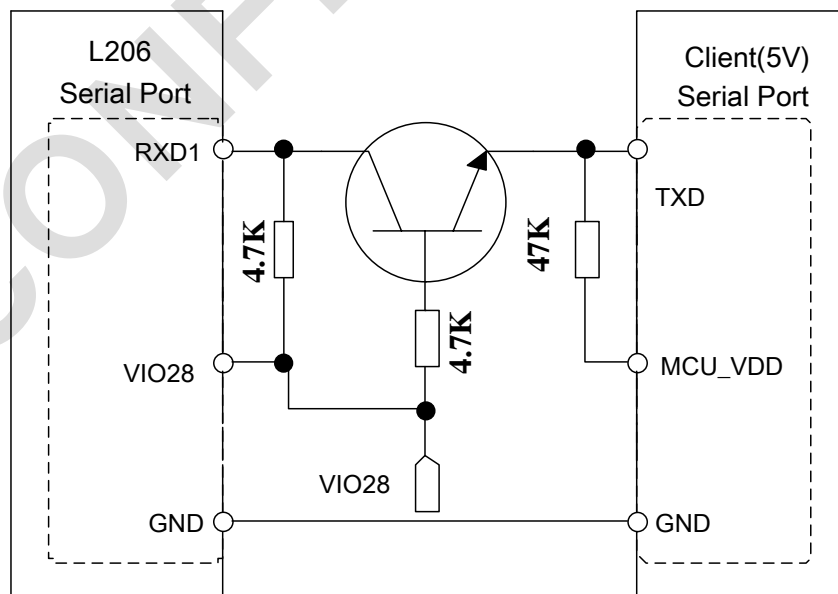 L206
Serial Port
Client(5V)
Serial Port
RXD1
TXD
4.7K
47K
4.7K
VIO28
MCU_VDD
VIO28
GND
GND